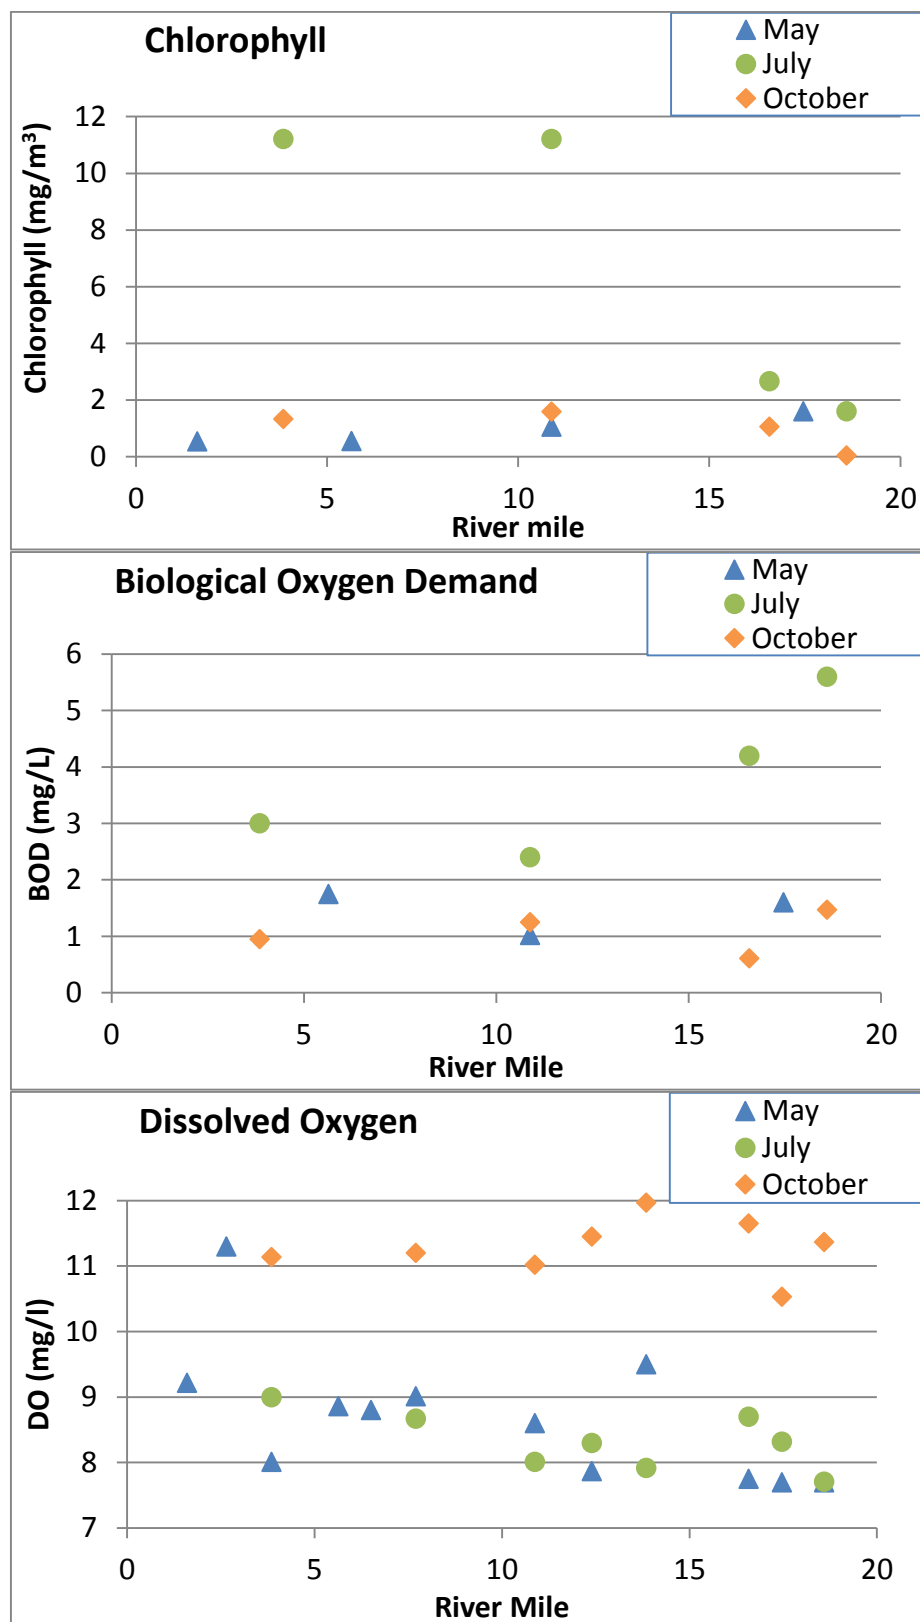 Chlorophyll
May
July
October
Chlorophyll (mg/m³)
12
10
8
6
4
2
0
0 5 10 15 20
River mile
Biological Oxygen Demand
May
July
October
BOD (mg/L)
6
5
4
3
2
1
0
0 5 10 15 20
River Mile
Dissolved Oxygen
May
July
October
DO (mg/l)
12
11
10
9
8
7
0 5 10 15 20
River Mile